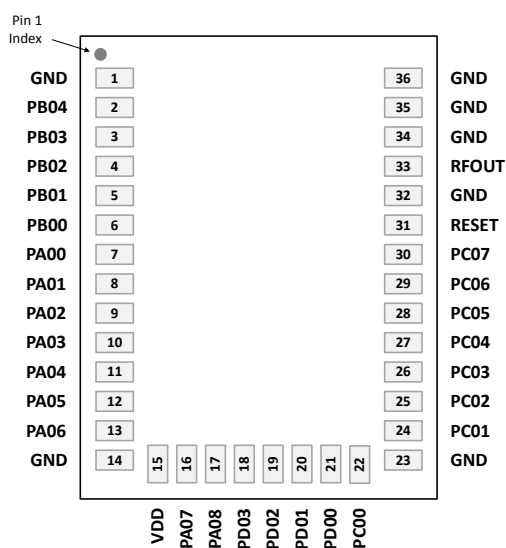 Pin 1
Index
GND 1 36 GND
PB04 2 35 GND
PB03 3 34 GND
PB02 4 33 RFOUT
PB01 5 32 GND
PB00 6 31 RESET
PA00 7 30 PC07
PA01 8 29 PC06
PA02 9 28 PC05
PA03 10 27 PC04
PA04 11 26 PC03
PA05 12 25 PC02
PA06 13 24 PC01
GND 14 15 16 17 18 19 20 21 22 23 GND
VDD PA07 PA08 PD03 PD02 PD01 PD00 PC00